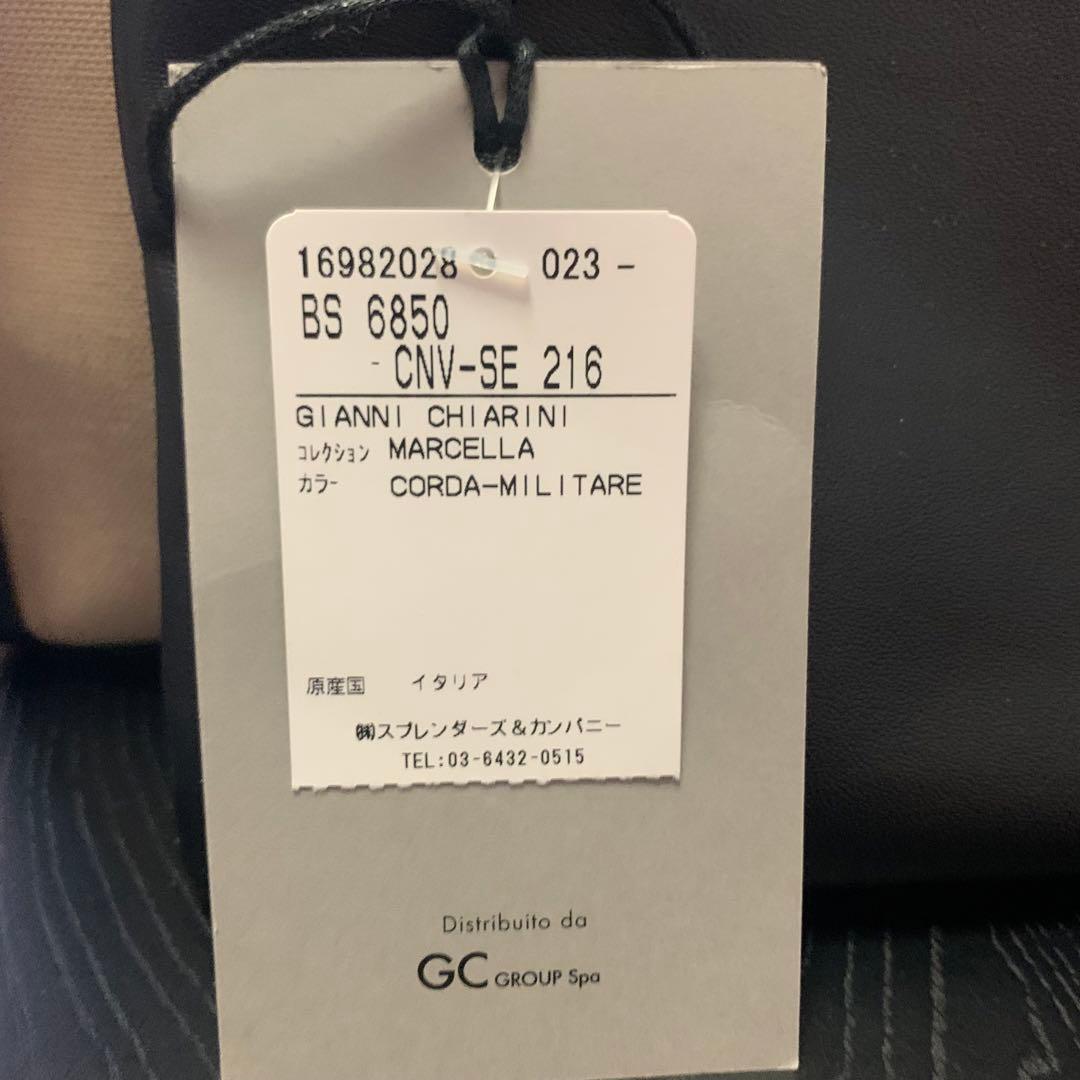 16982028 023 -
BS 6850
- CNV-SE 216
GIANNI CHIARINI
ｺﾚｸｼｮﾝ MARCELLA
ｶﾗｰ CORDA-MILITARE
原産国 イタリア
㈱スプレンダーズ＆カンパニー
TEL:03-6432-0515
Distribuito da
GC GROUP Spa